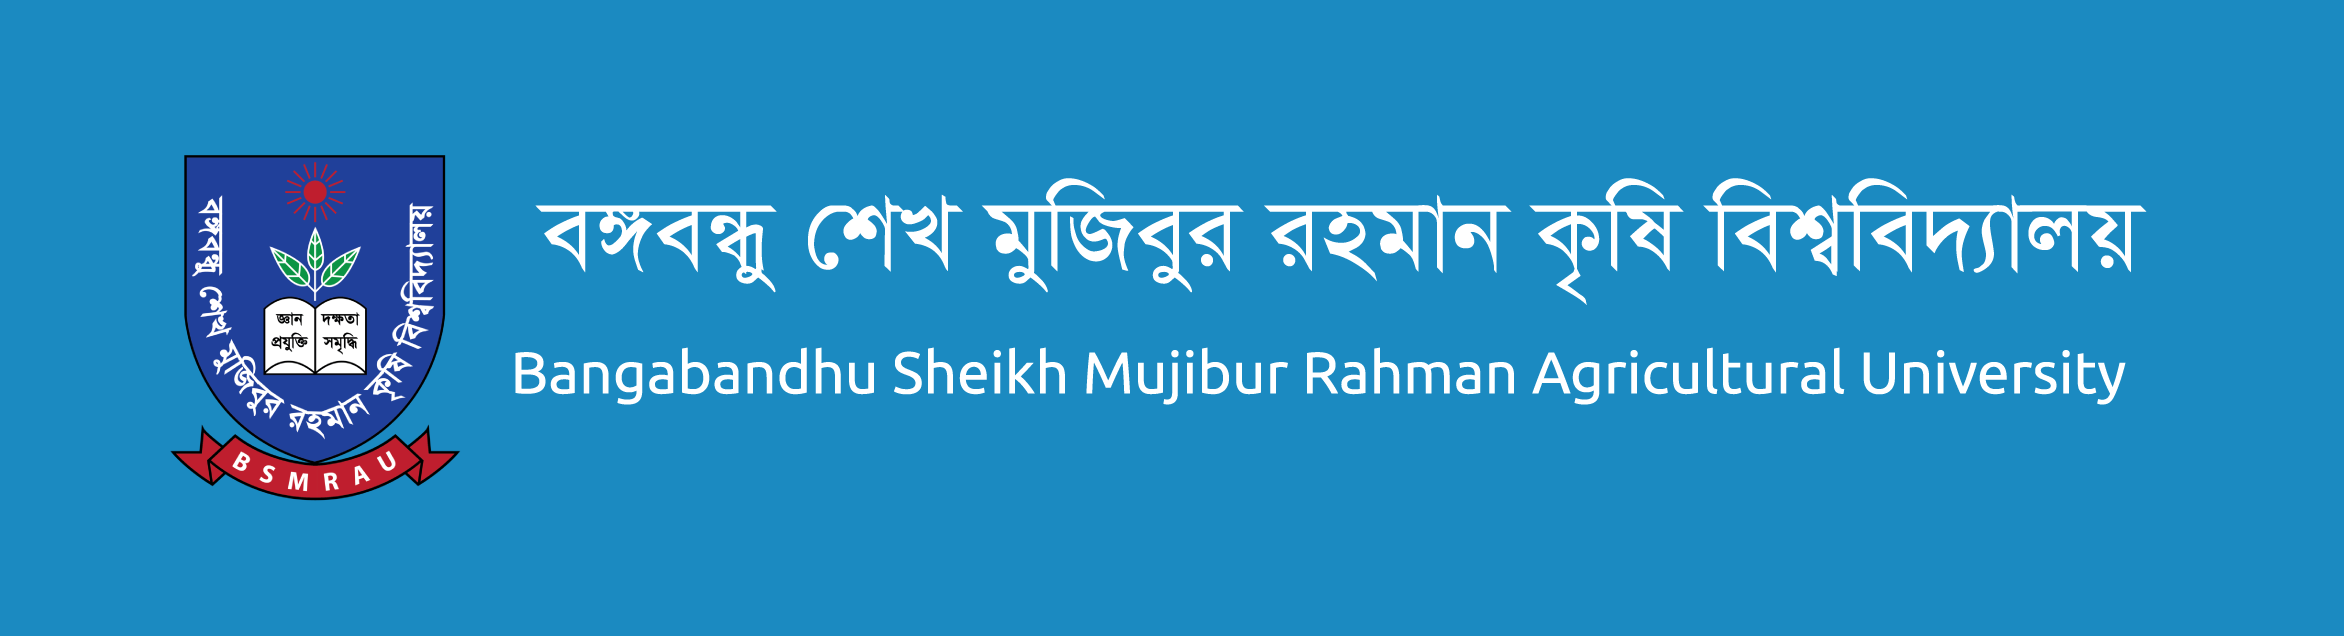 বঙ্গবন্ধু শেখ মুজিবুর রহমান কৃষি বিশ্ববিদ্যালয়
জ্ঞান দক্ষতা
প্রযুক্তি সমৃদ্ধি
BSMRAU
বঙ্গবন্ধু শেখ মুজিবুর রহমান কৃষি বিশ্ববিদ্যালয়
Bangabandhu Sheikh Mujibur Rahman Agricultural University